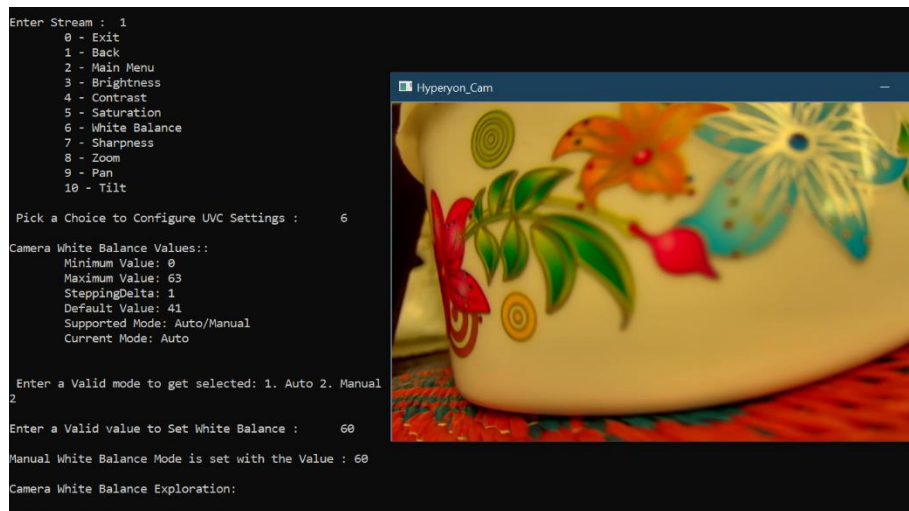 Enter Stream :  1
0 - Exit
1 - Back
2 - Main Menu
3 - Brightness
4 - Contrast
5 - Saturation
6 - White Balance
7 - Sharpness
8 - Zoom
9 - Pan
10 - Tilt
Hyperyon_Cam
Pick a Choice to Configure UVC Settings :      6
Camera White Balance Values::
Minimum Value: 0
Maximum Value: 63
SteppingDelta: 1
Default Value: 41
Supported Mode: Auto/Manual
Current Mode: Auto
Enter a Valid mode to get selected: 1. Auto 2. Manual
2
Enter a Valid value to Set White Balance :      60
Manual White Balance Mode is set with the Value : 60
Camera White Balance Exploration: